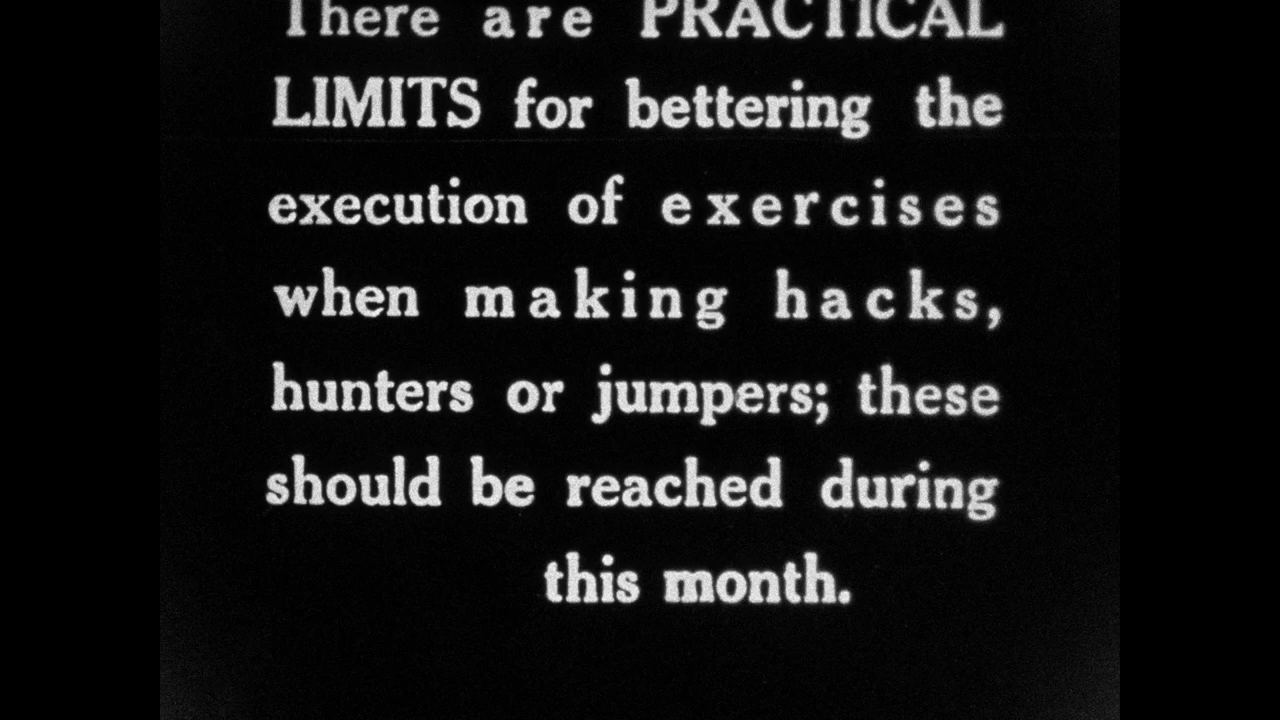 There are PRACTICAL
LIMITS for bettering the
execution of exercises
when making hacks,
hunters or jumpers; these
should be reached during
this month.